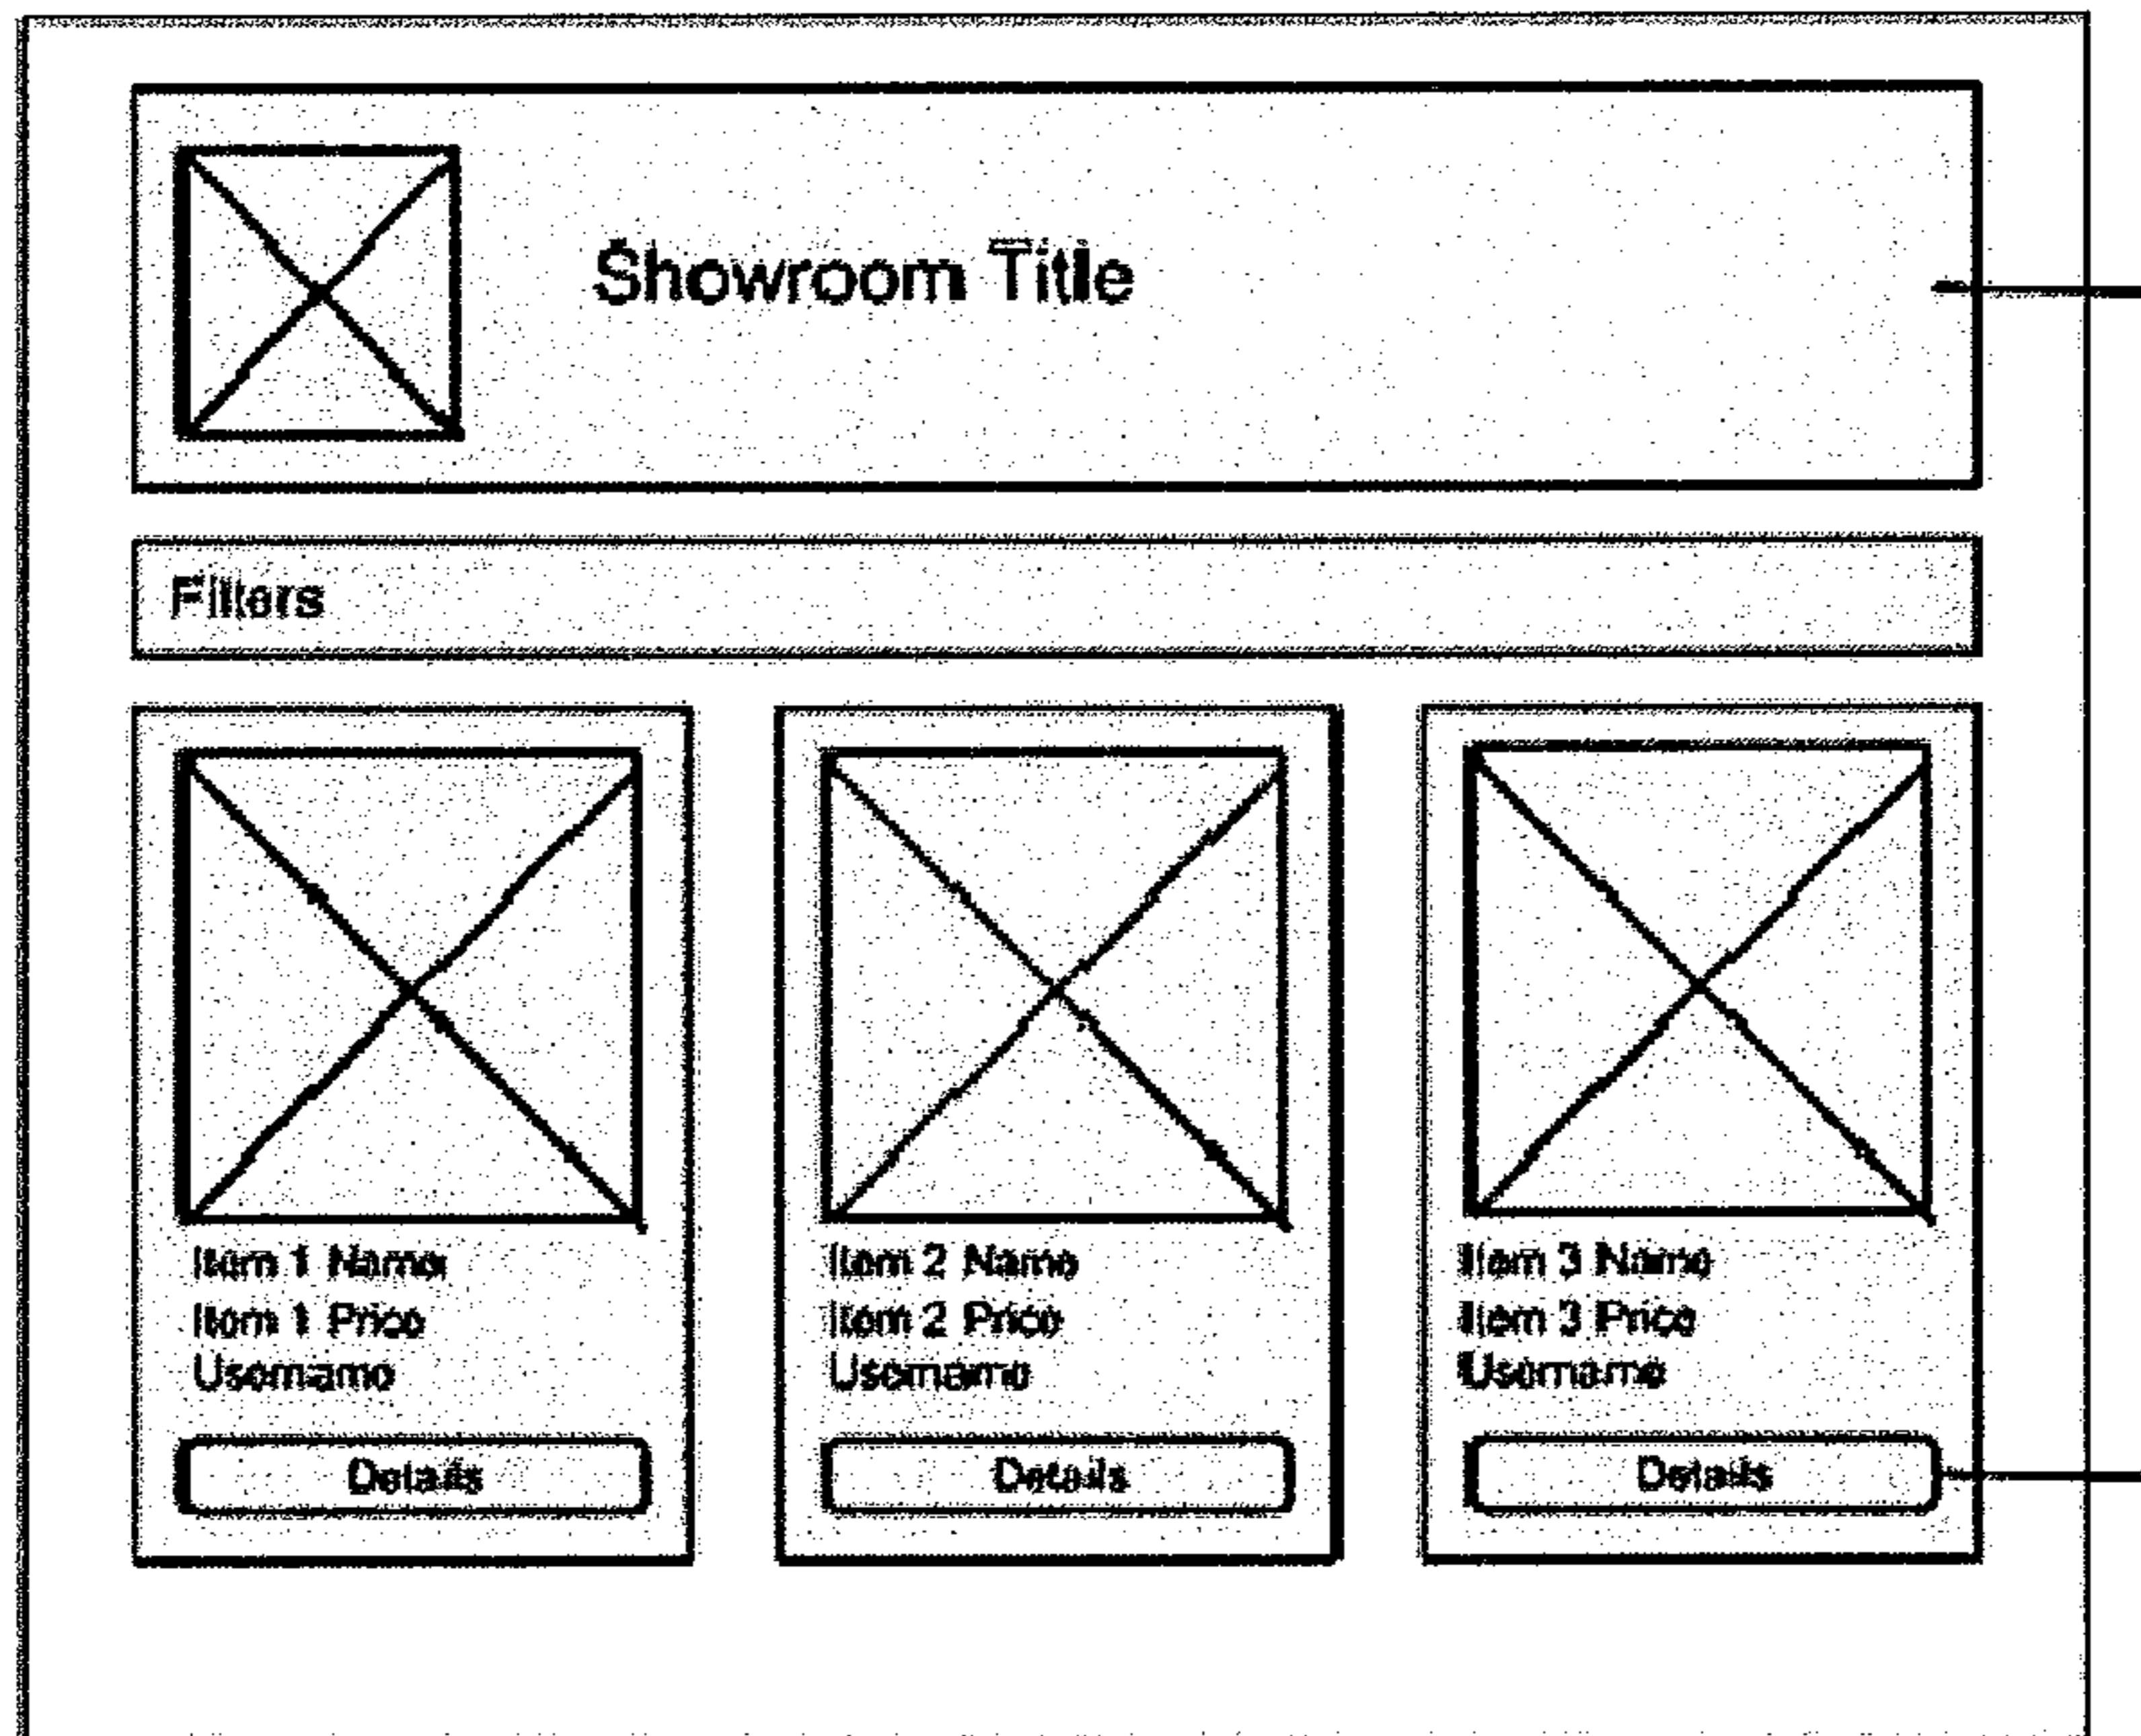 Showroom Title
Filters
Item 1 Name
Item 1 Price
Username
Details
Item 2 Name
Item 2 Price
Username
Details
Item 3 Name
Item 3 Price
Username
Details